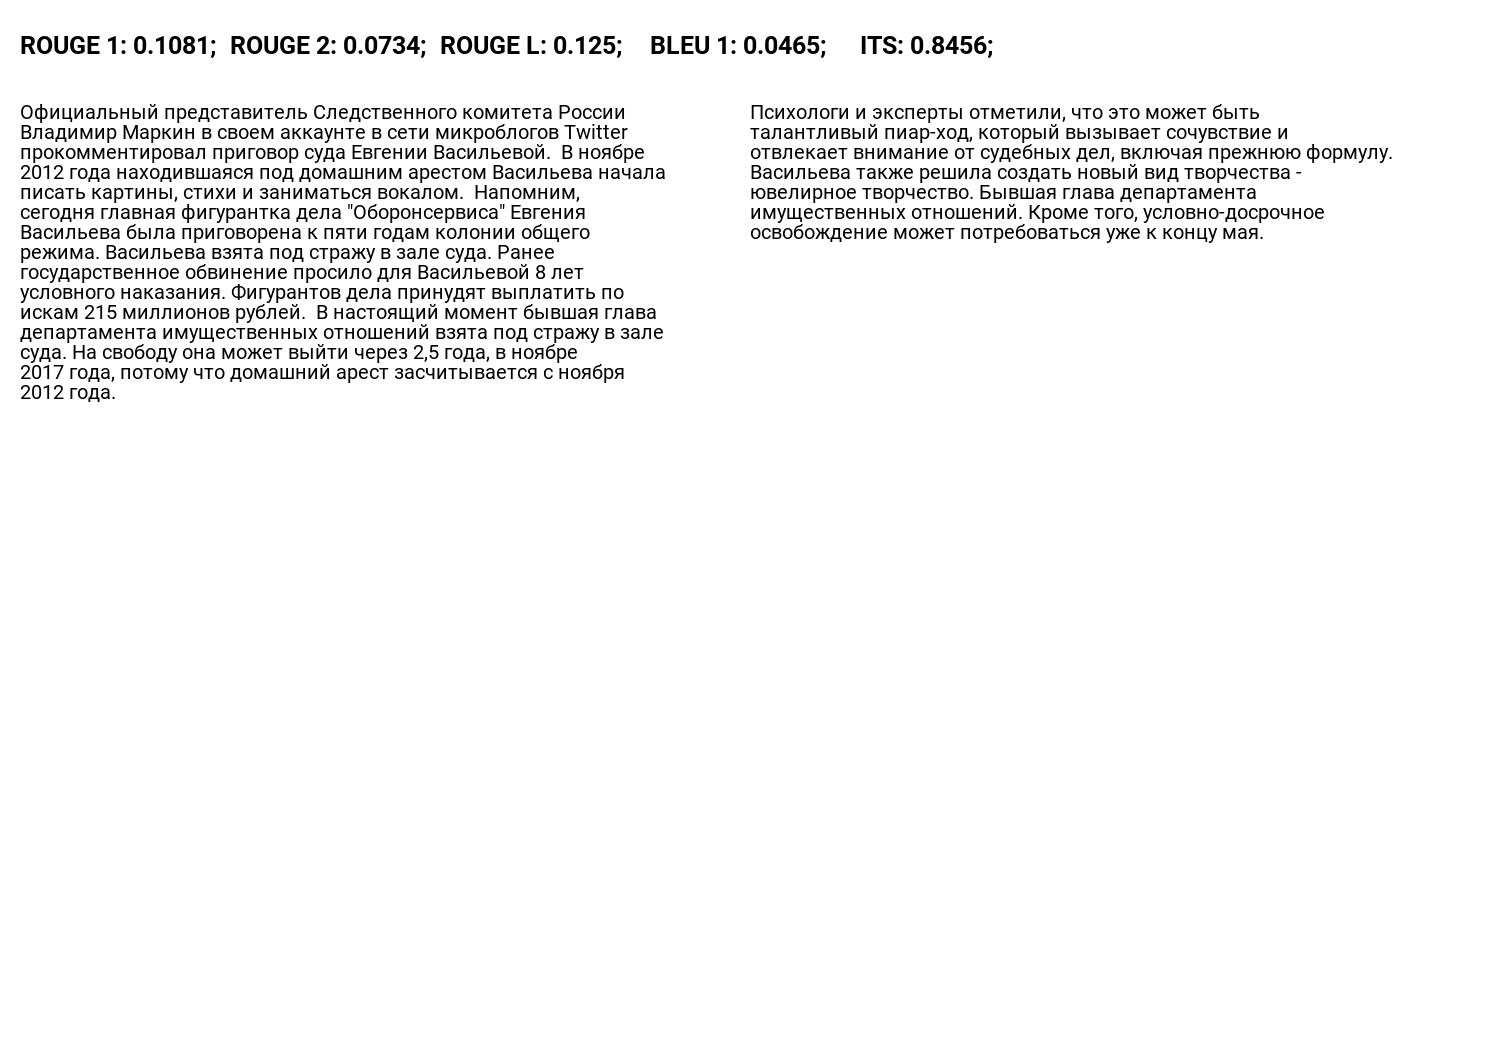 ROUGE 1: 0.1081; ROUGE 2: 0.0734; ROUGE L: 0.125; BLEU 1: 0.0465; ITS: 0.8456;
Официальный представитель Следственного комитета России
Владимир Маркин в своем аккаунте в сети микроблогов Twitter
прокомментировал приговор суда Евгении Васильевой. В ноябре
2012 года находившаяся под домашним арестом Васильева начала
писать картины, стихи и заниматься вокалом. Напомним,
сегодня главная фигурантка дела "Оборонсервиса" Евгения
Васильева была приговорена к пяти годам колонии общего
режима. Васильева взята под стражу в зале суда. Ранее
государственное обвинение просило для Васильевой 8 лет
условного наказания. Фигурантов дела принудят выплатить по
искам 215 миллионов рублей. В настоящий момент бывшая глава
департамента имущественных отношений взята под стражу в зале
суда. На свободу она может выйти через 2,5 года, в ноябре
2017 года, потому что домашний арест засчитывается с ноября
2012 года.
Психологи и эксперты отметили, что это может быть
талантливый пиар-ход, который вызывает сочувствие и
отвлекает внимание от судебных дел, включая прежнюю формулу.
Васильева также решила создать новый вид творчества -
ювелирное творчество. Бывшая глава департамента
имущественных отношений. Кроме того, условно-досрочное
освобождение может потребоваться уже к концу мая.